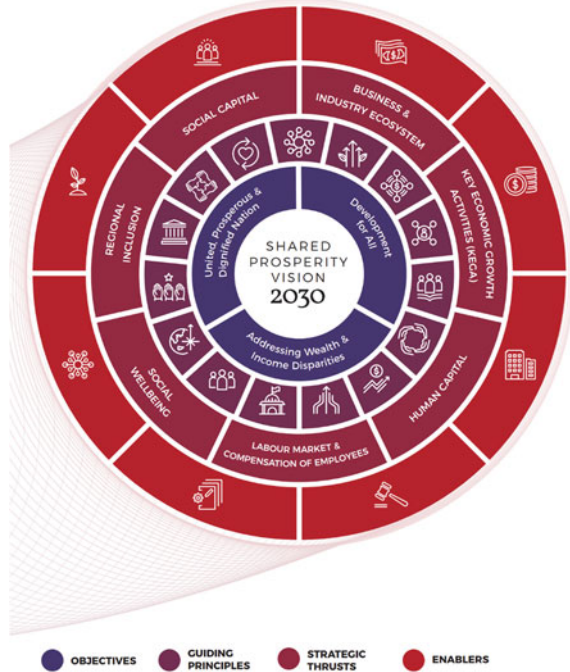 SOCIAL CAPITAL
BUSINESS &
INDUSTRY ECOSYSTEM
KEY ECONOMIC GROWTH
ACTIVITIES (KEGA)
HUMAN CAPITAL
LABOUR MARKET &
COMPENSATION OF EMPLOYEES
SOCIAL
WELLBEING
REGIONAL
INCLUSION
United, Prosperous &
Dignified Nation
Development
for All
Addressing Wealth &
Income Disparities
SHARED
PROSPERITY
VISION
2030
OBJECTIVES
GUIDING
PRINCIPLES
STRATEGIC
THRUSTS
ENABLERS